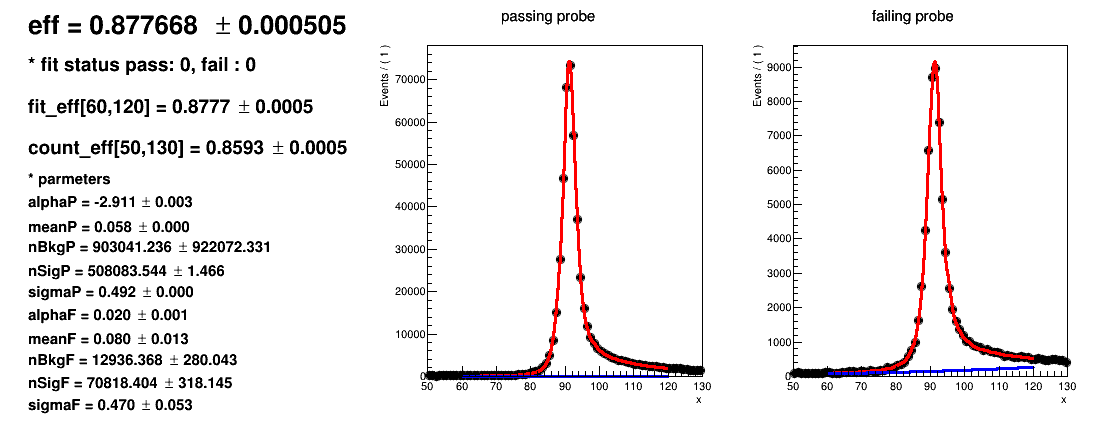 eff = 0.877668 ± 0.000505
* fit status pass: 0, fail : 0
fit_eff[60,120] = 0.8777 ± 0.0005
count_eff[50,130] = 0.8593 ± 0.0005
* parmeters
alphaP = -2.911 ± 0.003
meanP = 0.058 ± 0.000
nBkgP = 903041.236 ± 922072.331
nSigP = 508083.544 ± 1.466
sigmaP = 0.492 ± 0.000
alphaF = 0.020 ± 0.001
meanF = 0.080 ± 0.013
nBkgF = 12936.368 ± 280.043
nSigF = 70818.404 ± 318.145
sigmaF = 0.470 ± 0.053
passing probe
Events / ( 1 )
70000
60000
50000
40000
30000
20000
10000
0
50 60 70 80 90 100 110 120 130
x
failing probe
Events / ( 1 )
9000
8000
7000
6000
5000
4000
3000
2000
1000
0
50 60 70 80 90 100 110 120 130
x